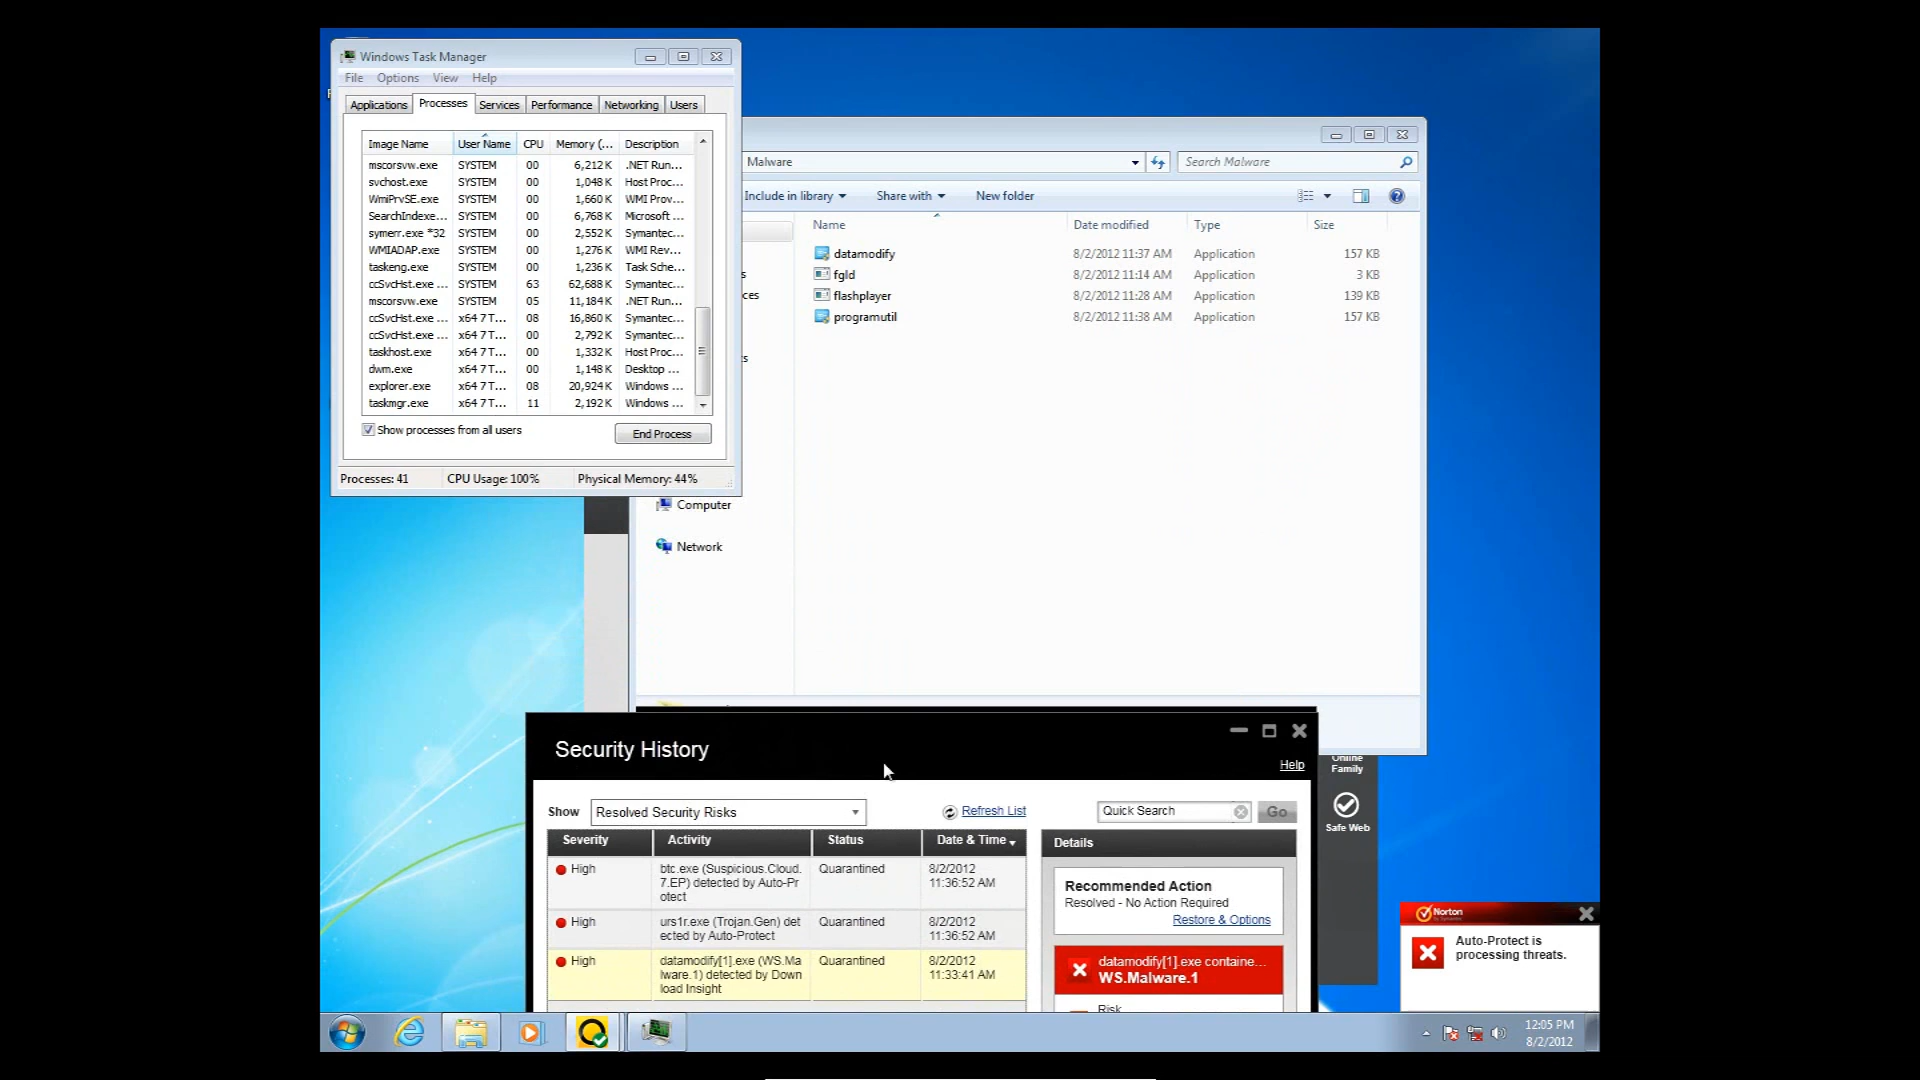 Windows Task Manager
File Options View Help
Applications Processes Services Performance Networking Users
Image Name User Name CPU Memory (... Description
mscorsvw.exe SYSTEM 00 6,212 K .NET Run...
svchost.exe SYSTEM 00 1,048 K Host Proc...
WmiPrvSE.exe SYSTEM 00 1,660 K WMI Prov...
SearchIndexe... SYSTEM 00 6,768 K Microsoft ...
symerr.exe *32 SYSTEM 00 2,552 K Symantec...
WMIADAP.exe SYSTEM 00 1,276 K WMI Rev...
taskeng.exe SYSTEM 00 1,236 K Task Sche...
ccSvcHst.exe ... SYSTEM 63 62,688 K Symantec...
mscorsvw.exe SYSTEM 05 11,184 K .NET Run...
ccSvcHst.exe ... x64 7 T... 08 16,860 K Symantec...
ccSvcHst.exe ... x64 7 T... 00 2,792 K Symantec...
taskhost.exe x64 7 T... 00 1,332 K Host Proc...
dwm.exe x64 7 T... 00 1,148 K Desktop ...
explorer.exe x64 7 T... 08 20,924 K Windows ...
taskmgr.exe x64 7 T... 11 2,192 K Windows ...
Show processes from all users
End Process
Processes: 41 CPU Usage: 100% Physical Memory: 44%
Malware
Search Malware
Include in library Share with New folder
Name Date modified Type Size
datamodify 8/2/2012 11:37 AM Application 157 KB
fgld 8/2/2012 11:14 AM Application 3 KB
flashplayer 8/2/2012 11:28 AM Application 139 KB
programutil 8/2/2012 11:38 AM Application 157 KB
s
ces
s
Computer
Network
Security History
Help
Show Resolved Security Risks
Refresh List
Quick Search
Go
Severity Activity Status Date & Time
High btc.exe (Suspicious.Cloud. Quarantined 8/2/2012
7.EP) detected by Auto-Pr 11:36:52 AM
otect
High urs1r.exe (Trojan.Gen) det Quarantined 8/2/2012
ected by Auto-Protect 11:36:52 AM
High datamodify[1].exe (WS.Ma Quarantined 8/2/2012
lware.1) detected by Down 11:33:41 AM
load Insight
Details
Recommended Action
Resolved - No Action Required
Restore & Options
datamodify[1].exe containe...
WS.Malware.1
Risk
Online
Family
Safe Web
Norton
Auto-Protect is
processing threats.
12:05 PM
8/2/2012